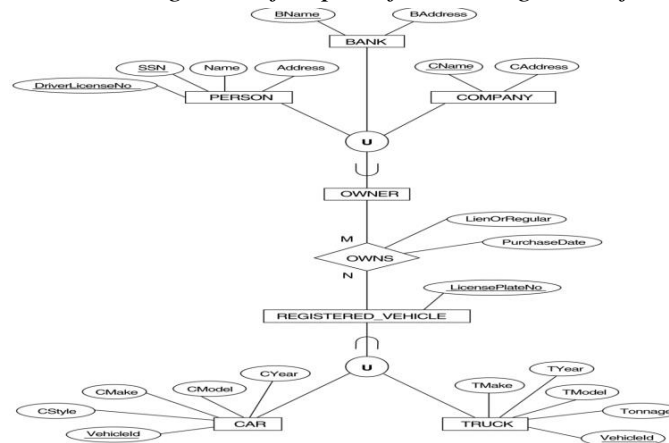 BName
BAddress
BANK
SSN
Name
Address
CName
CAddress
DriverLicenseNo
PERSON
COMPANY
U
OWNER
M
LienOrRegular
OWNS
PurchaseDate
N
LicensePlateNo
REGISTERED_VEHICLE
U
CYear
TYear
CModel
TMake
CMake
TModel
CStyle
Tonnage
CAR
TRUCK
VehicleId
VehicleId